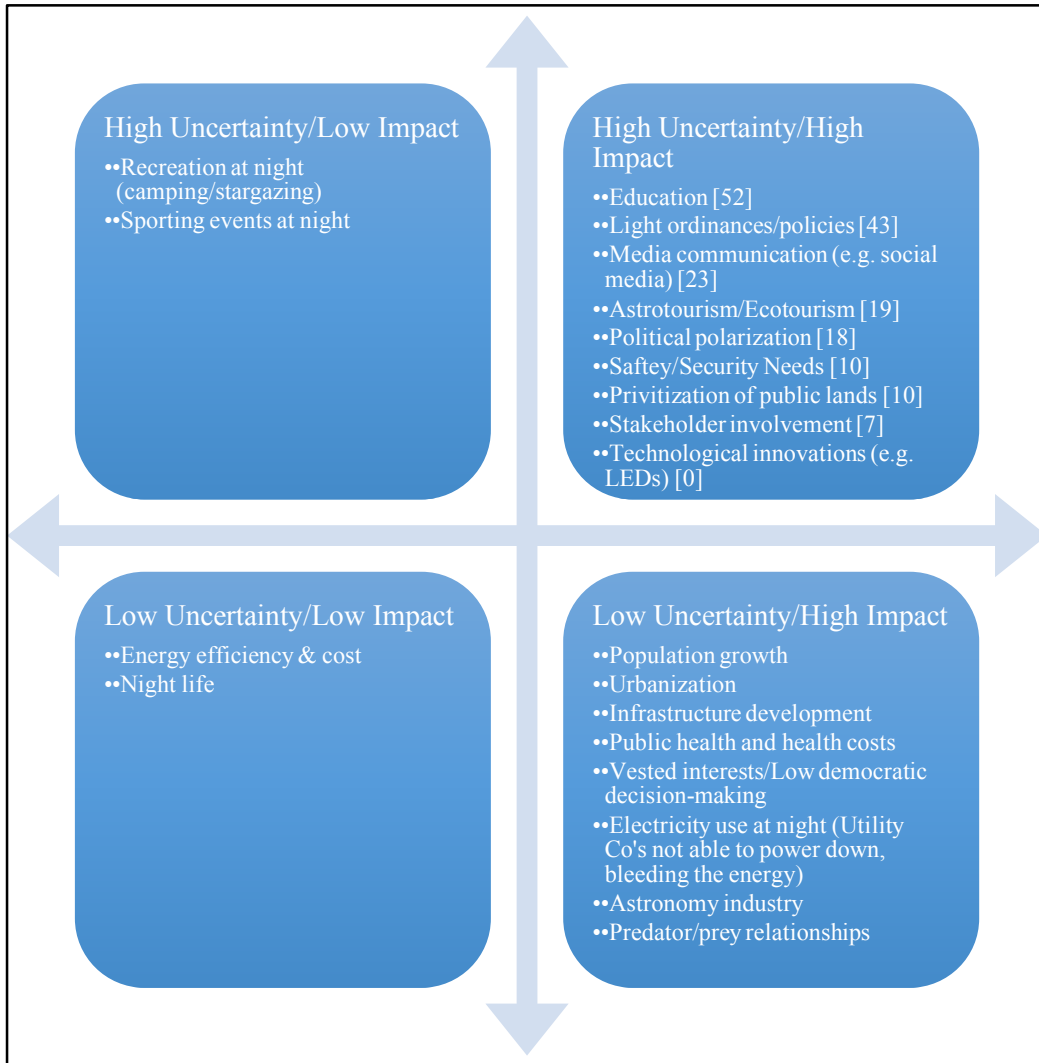 High Uncertainty/Low Impact
••Recreation at night
(camping/stargazing)
••Sporting events at night
High Uncertainty/High
Impact
••Education [52]
••Light ordinances/policies [43]
••Media communication (e.g. social
media) [23]
••Astrotourism/Ecotourism [19]
••Political polarization [18]
••Saftey/Security Needs [10]
••Privitization of public lands [10]
••Stakeholder involvement [7]
••Technological innovations (e.g.
LEDs) [0]
Low Uncertainty/Low Impact
••Energy efficiency & cost
••Night life
Low Uncertainty/High Impact
••Population growth
••Urbanization
••Infrastructure development
••Public health and health costs
••Vested interests/Low democratic
decision-making
••Electricity use at night (Utility
Co's not able to power down,
bleeding the energy)
••Astronomy industry
••Predator/prey relationships